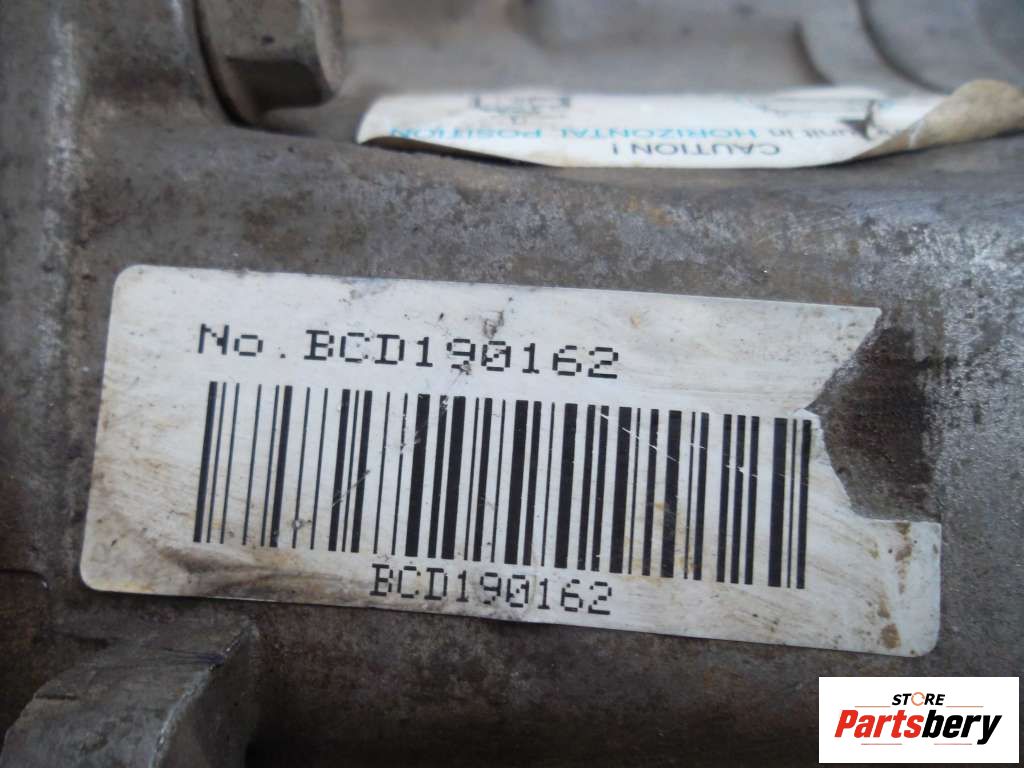 unit in HORIZONTAL POSITION
CAUTION !
No.BCD190162
BCD190162
STORE
Partsbery